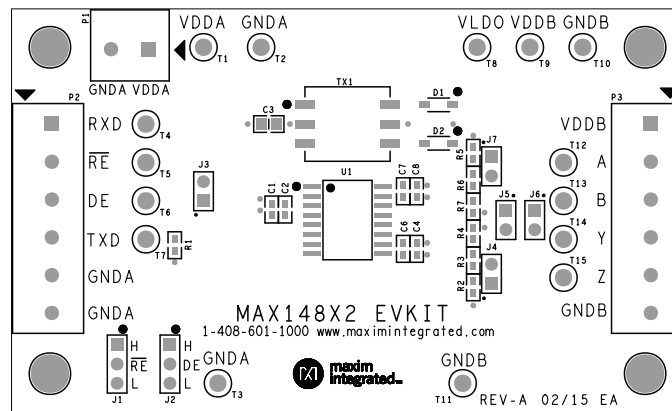 P1
VDDA GNDA
T1 T2
VLDO VDDB GNDB
T8 T9 T10
GNDA VDDA
P2
RXD
T4
RE
T5
DE
T6
TXD
T7
GNDA
GNDA
J3
R1
C3
TX1
D1
D2
U1
C1 C2
C7 C8
C6 C4
R5
R6
R7
R4
R3
R2
J7
J5 J6
J4
P3
VDDB
T12
A
T13
B
T14
Y
T15
Z
GNDB
MAX148X2 EVKIT
1-408-601-1000 www.maximintegrated.com
H
RE
L
J1
H
DE
L
J2
GNDA
T3
maxim
integrated™
GNDB
T11
REV-A 02/15 EA